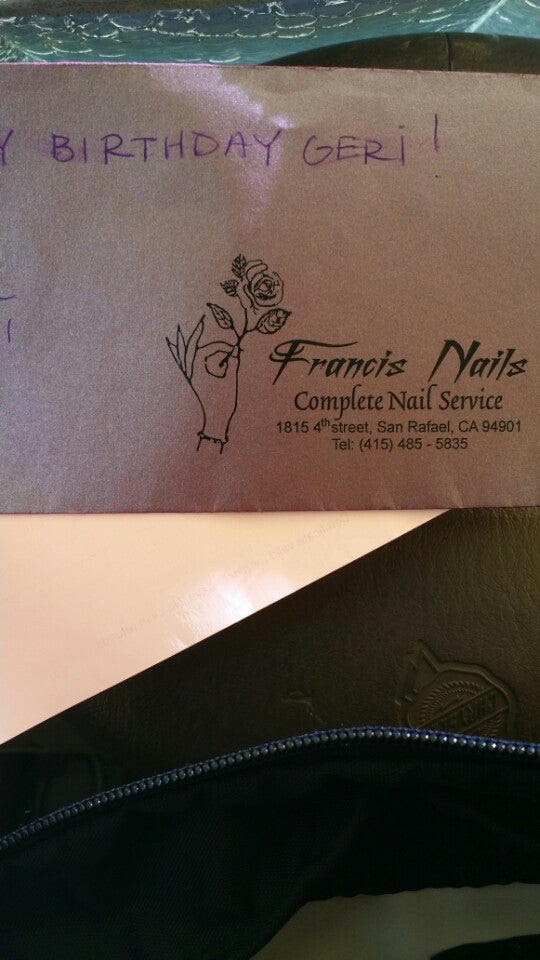 Y BIRTHDAY GERi!
Francis Nails
Complete Nail Service
1815 4th street, San Rafael, CA 94901
Tel: (415) 485 - 5835